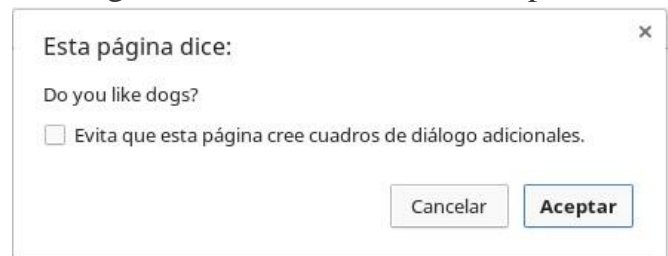 Esta página dice:
Do you like dogs?
Evita que esta página cree cuadros de diálogo adicionales.
Cancelar Aceptar